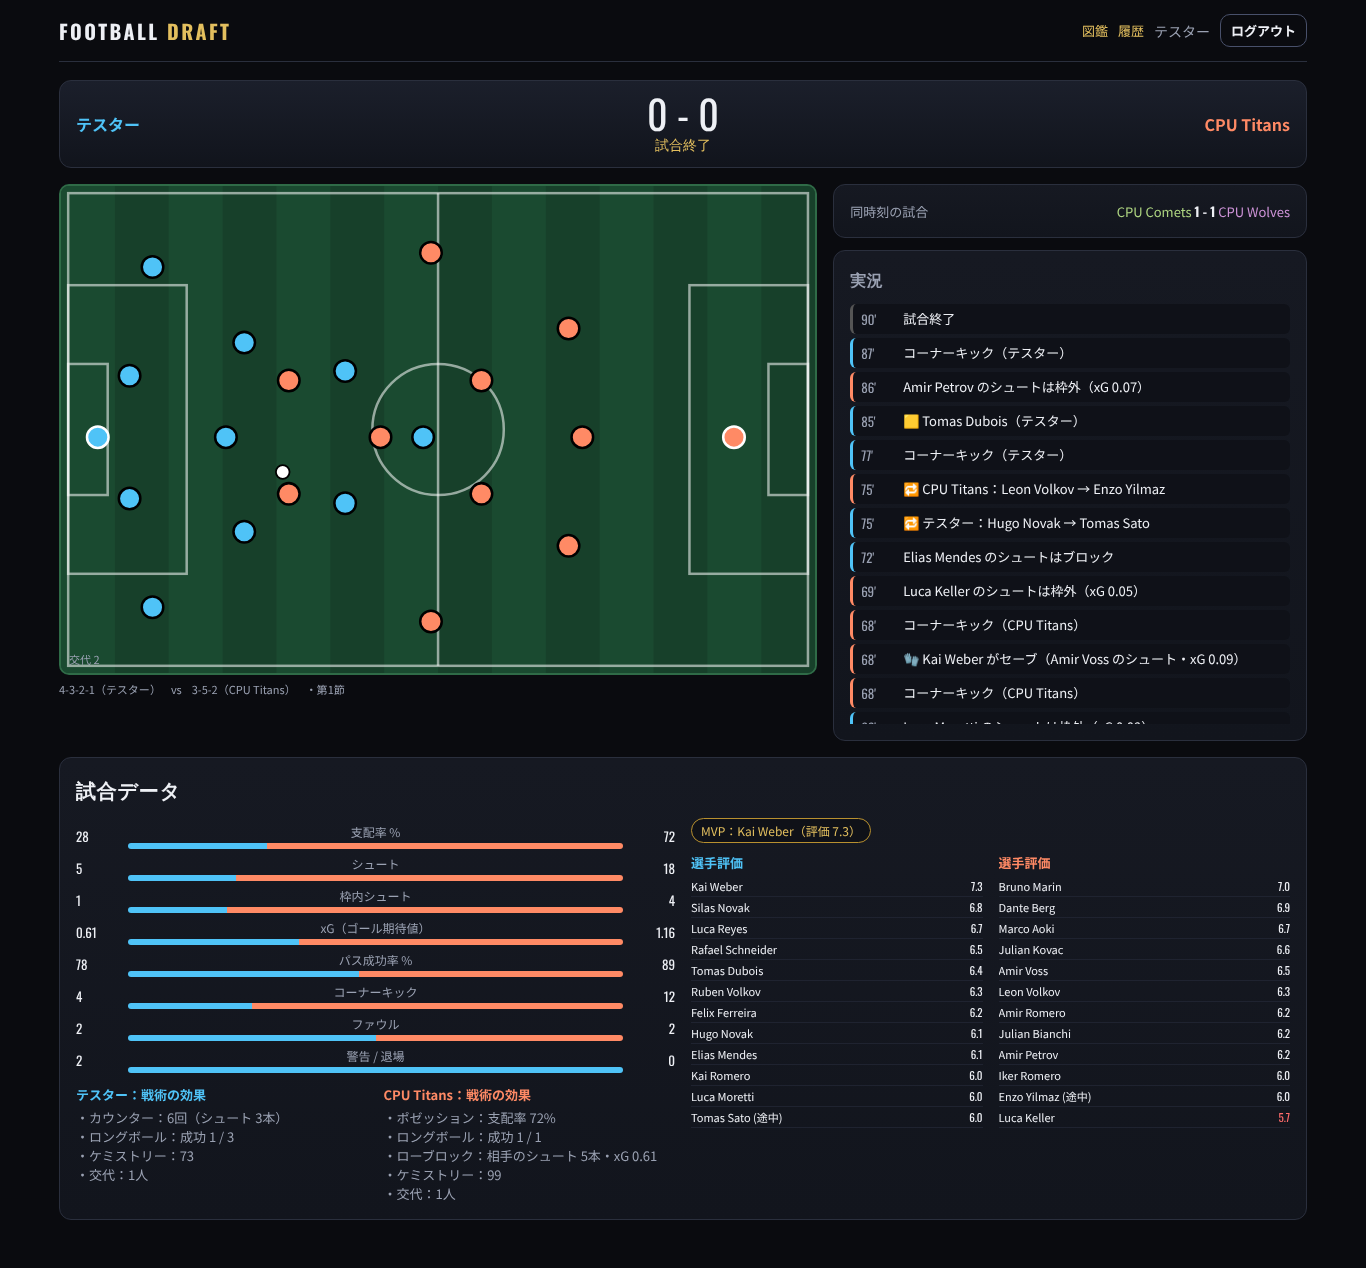 FOOTBALL DRAFT
図鑑 履歴 テスター ログアウト
テスター
0 - 0
試合終了
CPU Titans
交代 2
4-3-2-1（テスター） vs 3-5-2（CPU Titans） ・第1節
同時刻の試合 CPU Comets 1 - 1 CPU Wolves
実況
90' 試合終了
87' コーナーキック（テスター）
86' Amir Petrov のシュートは枠外（xG 0.07）
85' 🟨 Tomas Dubois（テスター）
77' コーナーキック（テスター）
75' 🔁 CPU Titans：Leon Volkov → Enzo Yilmaz
75' 🔁 テスター：Hugo Novak → Tomas Sato
72' Elias Mendes のシュートはブロック
69' Luca Keller のシュートは枠外（xG 0.05）
68' コーナーキック（CPU Titans）
68' 🧤 Kai Weber がセーブ（Amir Voss のシュート・xG 0.09）
68' コーナーキック（CPU Titans）
試合データ
28 支配率 % 72
5 シュート 18
1 枠内シュート 4
0.61 xG（ゴール期待値） 1.16
78 パス成功率 % 89
4 コーナーキック 12
2 ファウル 2
2 警告 / 退場 0
テスター：戦術の効果
・カウンター：6回（シュート 3本）
・ロングボール：成功 1 / 3
・ケミストリー：73
・交代：1人
CPU Titans：戦術の効果
・ポゼッション：支配率 72%
・ロングボール：成功 1 / 1
・ローブロック：相手のシュート 5本・xG 0.61
・ケミストリー：99
・交代：1人
MVP：Kai Weber（評価 7.3）
選手評価
Kai Weber 7.3
Silas Novak 6.8
Luca Reyes 6.7
Rafael Schneider 6.5
Tomas Dubois 6.4
Ruben Volkov 6.3
Felix Ferreira 6.2
Hugo Novak 6.1
Elias Mendes 6.1
Kai Romero 6.0
Luca Moretti 6.0
Tomas Sato (途中) 6.0
選手評価
Bruno Marin 7.0
Dante Berg 6.9
Marco Aoki 6.7
Julian Kovac 6.6
Amir Voss 6.5
Leon Volkov 6.3
Amir Romero 6.2
Julian Bianchi 6.2
Amir Petrov 6.2
Iker Romero 6.0
Enzo Yilmaz (途中) 6.0
Luca Keller 5.7